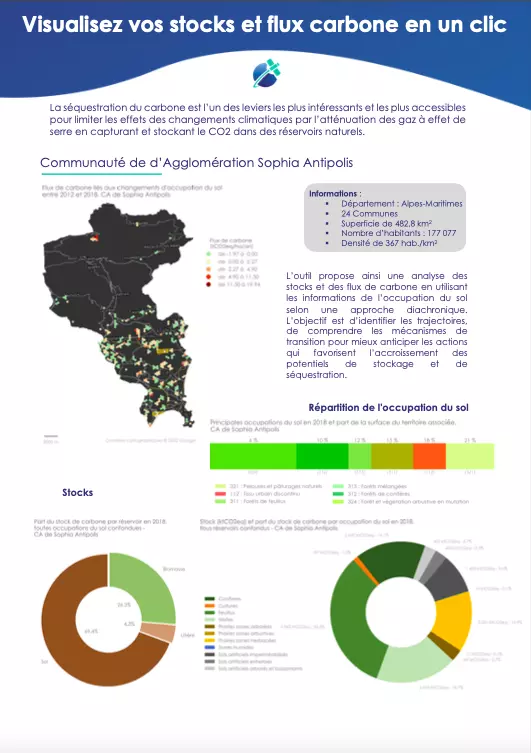 Visualisez vos stocks et flux carbone en un clic
La séquestration du carbone est l'un des leviers les plus intéressants et les plus accessibles
pour limiter les effets des changements climatiques par l'atténuation des gaz à effet de
serre en capturant et stockant le CO2 dans des réservoirs naturels.
Communauté de d'Agglomération Sophia Antipolis
Flux de carbone liés aux changements d'occupation du sol
entre 2012 et 2018. CA de Sophia Antipolis
Informations :
▪ Département : Alpes-Maritimes
▪ 24 Communes
▪ Superficie de 482,8 km²
▪ Nombre d'habitants : 177 077
▪ Densité de 367 hab./km²
Flux de carbone
L'outil propose ainsi une analyse des
stocks et des flux de carbone en utilisant
les informations de l'occupation du sol
selon une approche diachronique.
L'objectif est d'identifier les trajectoires,
de comprendre les mécanismes de
transition pour mieux anticiper les actions
qui favorisent l'accroissement des
potentiels de stockage et de
séquestration.
Répartition de l'occupation du sol
Principales occupations du sol en 2018 et part de la surface du territoire associée.
CA de Sophia Antipolis
10 % 12 % 15 % 18 % 21 %
321 : Pelouses et pâturages naturels
112 : Tissu urbain discontinu
311 : Forêts de feuillus
313 : Forêts mélangées
312 : Forêts de conifères
324 : Forêt et végétation arbustive en mutation
Stocks
Part du stock de carbone par réservoir en 2018,
toutes occupations du sol confondues -
CA de Sophia Antipolis
Biomasse
Litière
Sol
Stock (ktCO2eq) et part du stock de carbone par occupation du sol en 2018,
tous réservoirs confondus - CA de Sophia Antipolis
Conifères
Cultures
Feuillus
Mixtes
Prairies zones arborées
Prairies zones arbustives
Prairies zones herbacées
Zones humides
Sols artificiels imperméabilisés
Sols artificiels enherbés
Sols artificiels arborés et buissonnants